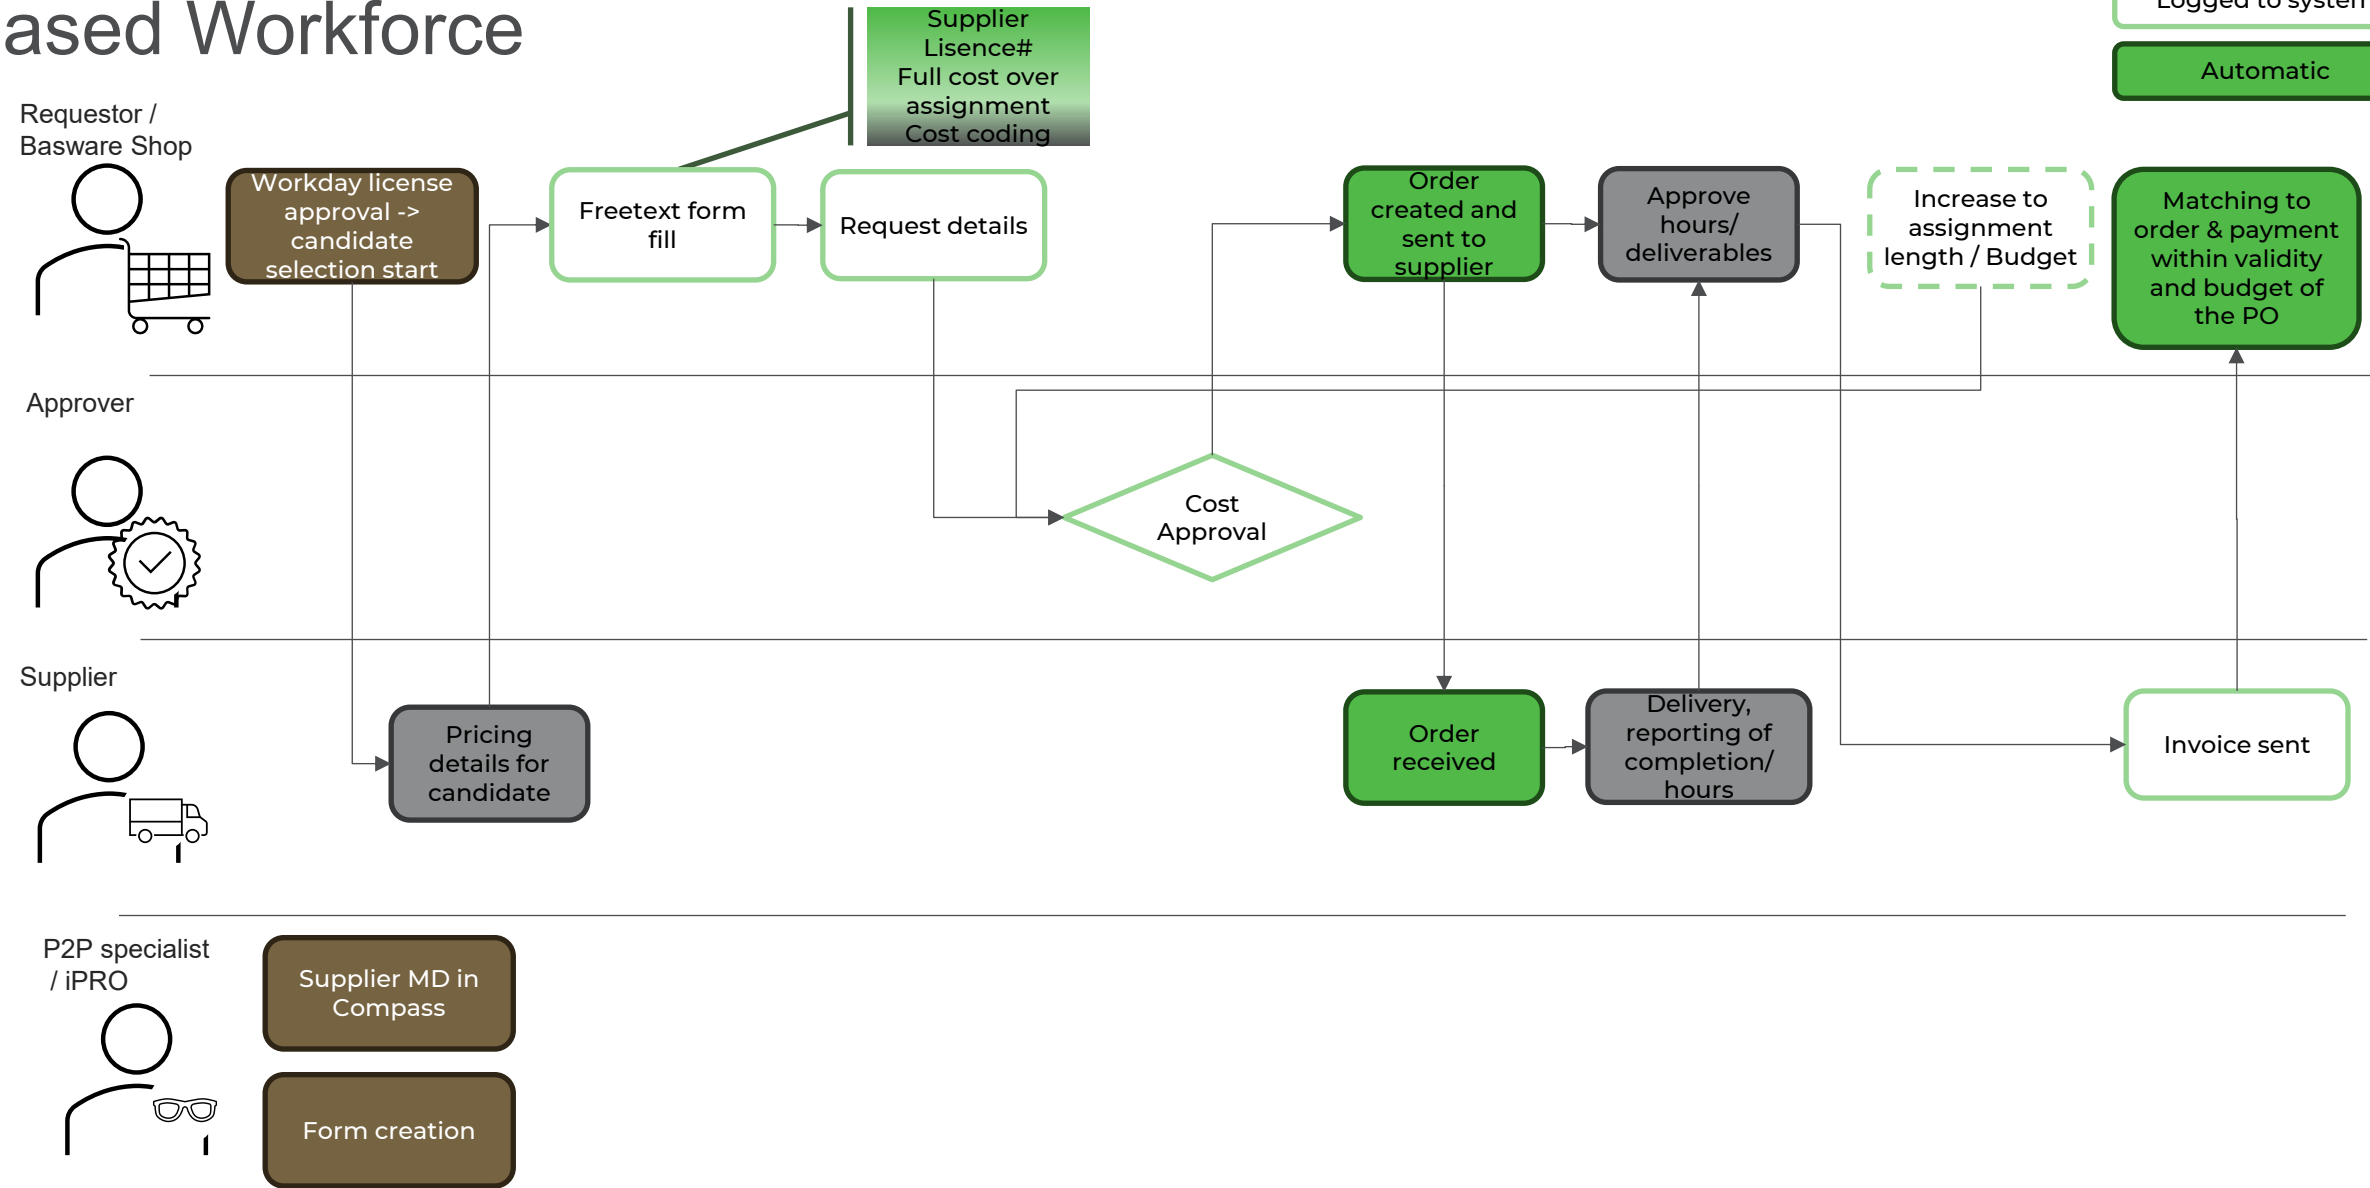 ased Workforce
Supplier
Lisence#
Full cost over
assignment
Cost coding
Logged to system
Automatic
Requestor /
Basware Shop
Workday license
approval ->
candidate
selection start
Freetext form
fill
Request details
Order
created and
sent to
supplier
Approve
hours/
deliverables
Increase to
assignment
length / Budget
Matching to
order & payment
within validity
and budget of
the PO
Approver
Cost
Approval
Supplier
Pricing
details for
candidate
Order
received
Delivery,
reporting of
completion/
hours
Invoice sent
P2P specialist
/ iPRO
Supplier MD in
Compass
Form creation